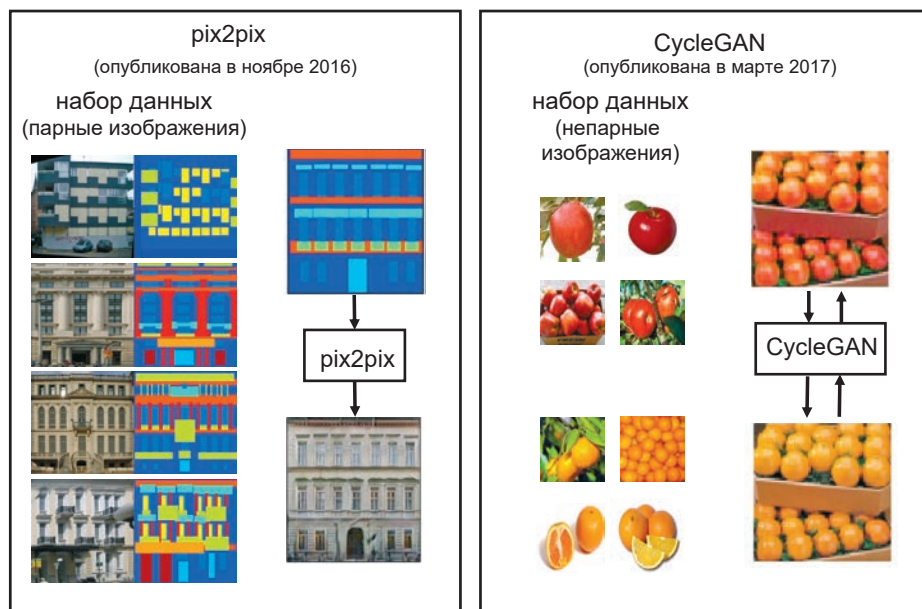 pix2pix
(опубликована в ноябре 2016)
набор данных
(парные изображения)
pix2pix
CycleGAN
(опубликована в марте 2017)
набор данных
(непарные
изображения)
CycleGAN